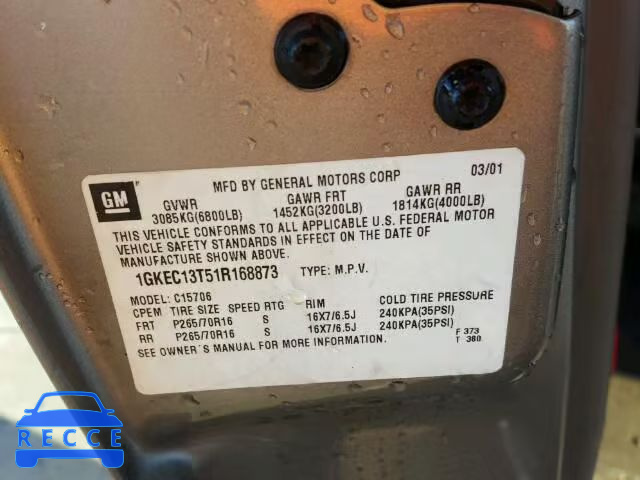 MFD BY GENERAL MOTORS CORP 03/01
GM
GVWR GAWR FRT GAWR RR
3085KG(6800LB) 1452KG(3200LB) 1814KG(4000LB)
THIS VEHICLE CONFORMS TO ALL APPLICABLE U.S. FEDERAL MOTOR
VEHICLE SAFETY STANDARDS IN EFFECT ON THE DATE OF
MANUFACTURE SHOWN ABOVE.
1GKEC13T51R168873 TYPE: M.P.V.
MODEL: C15706
CPEM TIRE SIZE SPEED RTG RIM COLD TIRE PRESSURE
FRT P265/70R16 S 16X7/6.5J 240KPA(35PSI)
RR P265/70R16 S 16X7/6.5J 240KPA(35PSI)
SEE OWNER'S MANUAL FOR MORE INFORMATION.
F 373
T 380
RECCE